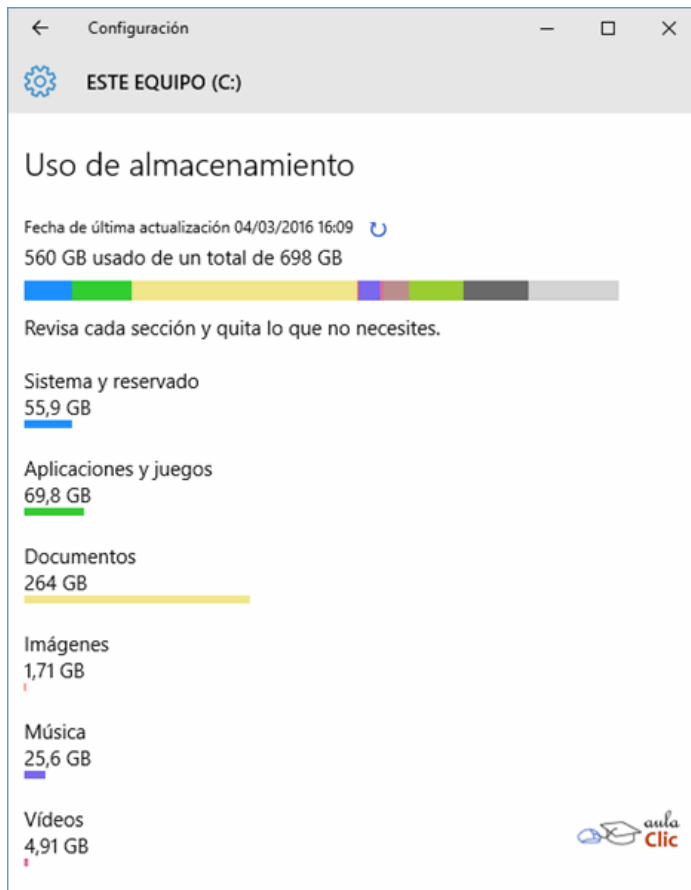 Configuración
ESTE EQUIPO (C:)
Uso de almacenamiento
Fecha de última actualización 04/03/2016 16:09
560 GB usado de un total de 698 GB
Revisa cada sección y quita lo que no necesites.
Sistema y reservado
55,9 GB
Aplicaciones y juegos
69,8 GB
Documentos
264 GB
Imágenes
1,71 GB
Música
25,6 GB
Vídeos
4,91 GB
aula
Clic